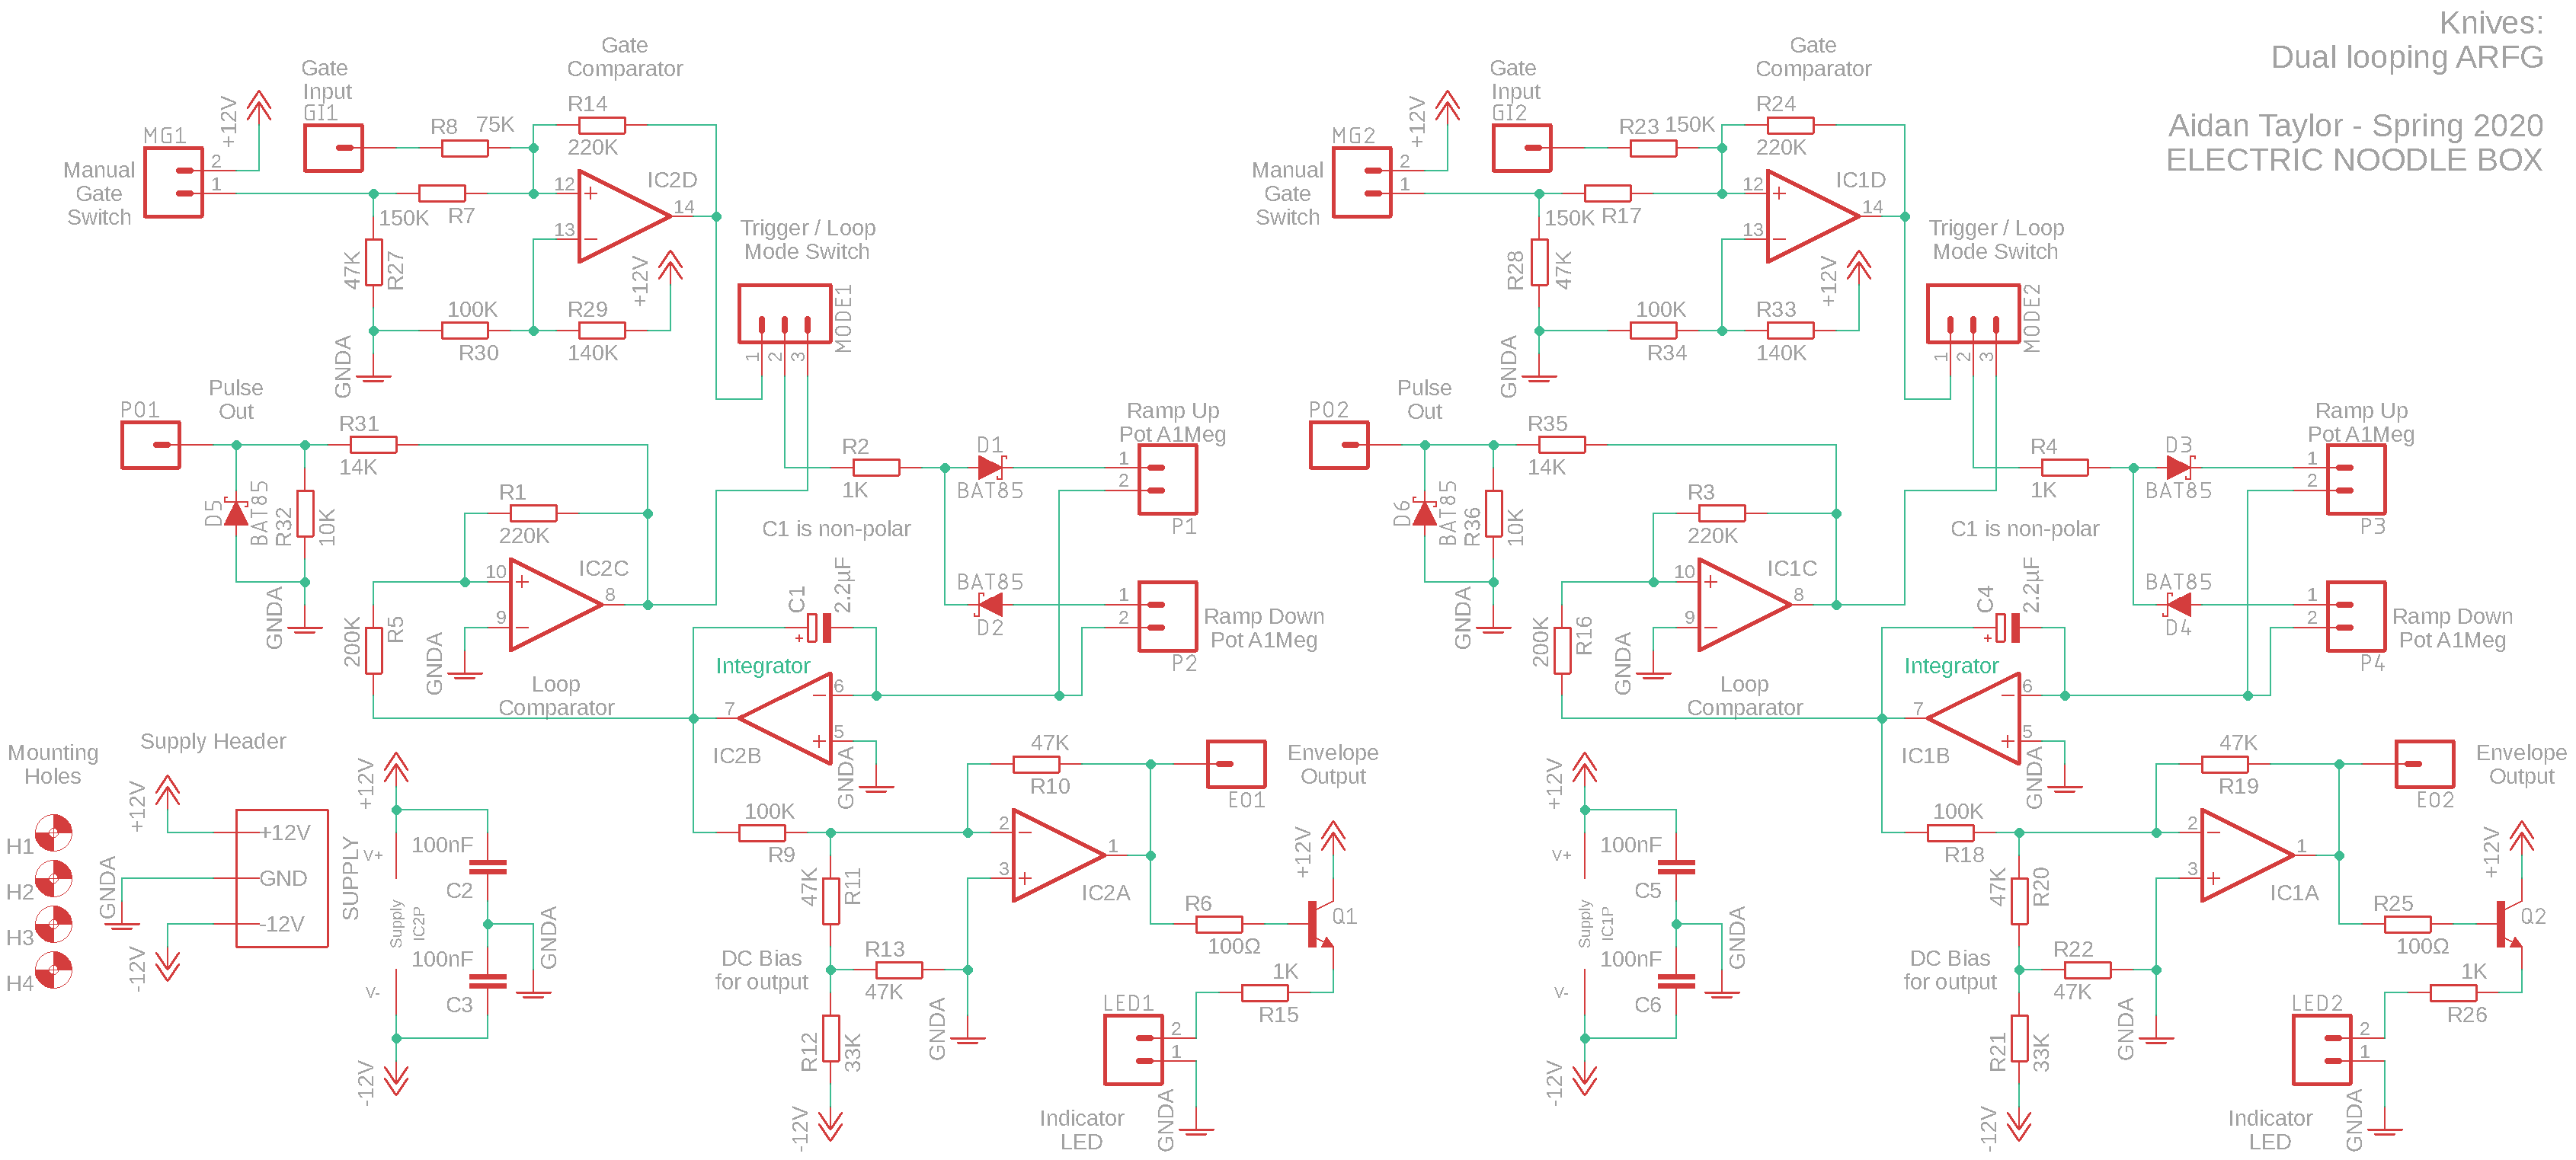 Knives:
Dual looping ARFG
Aidan Taylor - Spring 2020
ELECTRIC NOODLE BOX
Gate
Comparator
Gate
Input
GI1
+12V
MG1
2
1
Manual
Gate
Switch
R8
75K
R14
220K
150K
R7
12
13
14
IC2D
47K
R27
100K
R30
R29
140K
+12V
GNDA
Trigger / Loop
Mode Switch
MODE1
1
2
3
PO1
Pulse
Out
R31
14K
D5
BAT85
R32
10K
GNDA
R1
220K
10
9
8
IC2C
GNDA
200K
R5
Loop
Comparator
R2
1K
D1
BAT85
Ramp Up
Pot A1Meg
1
2
P1
C1 is non-polar
C1
2.2µF
BAT85
D2
1
2
P2
Ramp Down
Pot A1Meg
Integrator
6
5
7
IC2B
GNDA
Mounting
Holes
H1
H2
H3
H4
Supply Header
+12V
GNDA
-12V
+12V
GND
-12V
SUPPLY
+12V
V+
Supply
IC2P
V-
-12V
100nF
C2
100nF
C3
GNDA
100K
R9
47K
R10
2
3
1
IC2A
47K
R11
DC Bias
for output
R13
47K
R12
33K
-12V
GNDA
EO1
Envelope
Output
+12V
R6
100Ω
Q1
1K
R15
LED1
2
1
Indicator
LED
GNDA
Gate
Comparator
Gate
Input
GI2
+12V
MG2
2
1
Manual
Gate
Switch
R23
150K
R24
220K
150K
R17
12
13
14
IC1D
R28
47K
100K
R34
R33
140K
+12V
GNDA
Trigger / Loop
Mode Switch
MODE2
1
2
3
PO2
Pulse
Out
R35
14K
D6
BAT85
R36
10K
GNDA
R3
220K
10
9
8
IC1C
GNDA
200K
R16
Loop
Comparator
R4
1K
D3
BAT85
Ramp Up
Pot A1Meg
1
2
P3
C1 is non-polar
C4
2.2µF
BAT85
D4
1
2
P4
Ramp Down
Pot A1Meg
Integrator
6
5
7
IC1B
GNDA
+12V
V+
Supply
IC1P
V-
-12V
100nF
C5
100nF
C6
GNDA
100K
R18
47K
R19
2
3
1
IC1A
47K
R20
DC Bias
for output
R22
47K
R21
33K
-12V
GNDA
EO2
Envelope
Output
+12V
R25
100Ω
Q2
1K
R26
LED2
2
1
Indicator
LED
GNDA